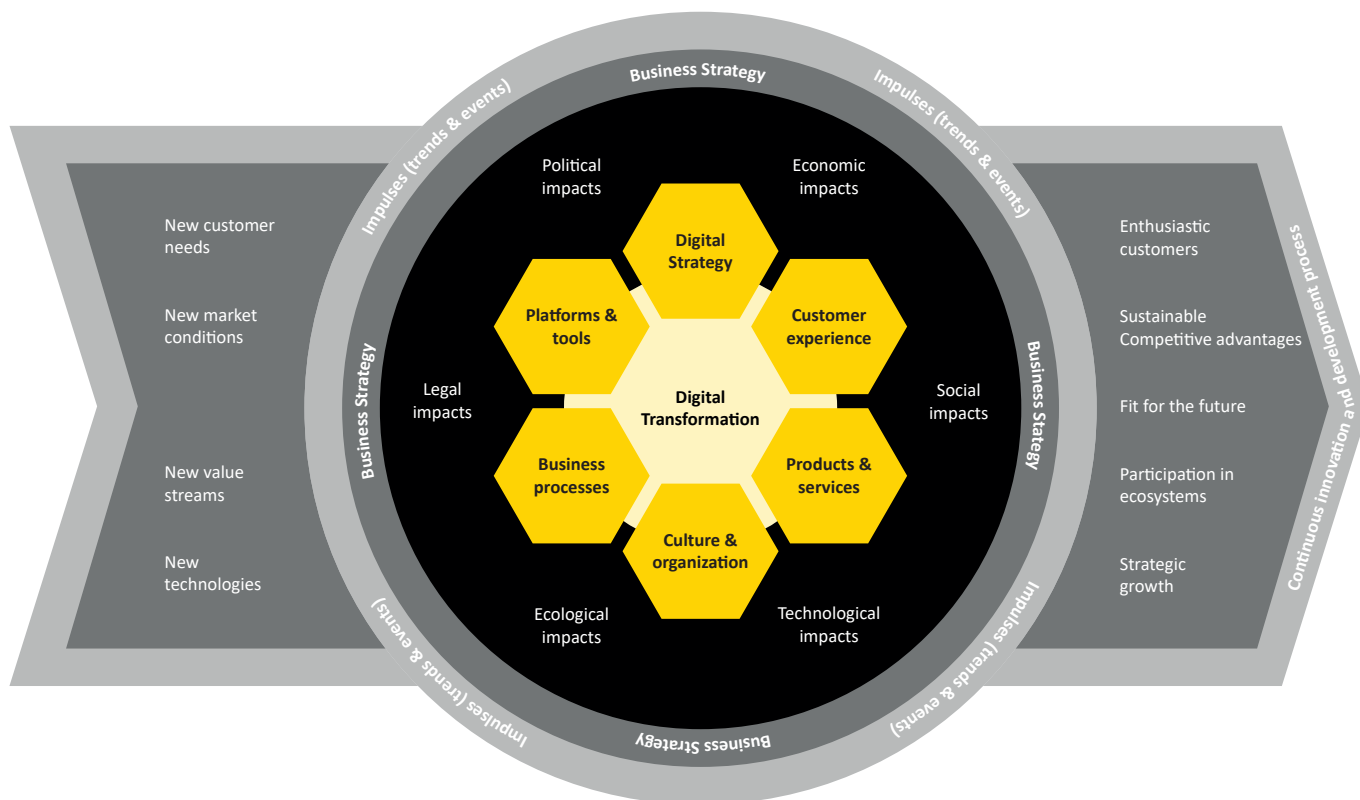 Business Strategy
Impulses (trends & events)
Impulses (trends & events)
Political
impacts
Economic
impacts
New customer
needs
New market
conditions
New value
streams
New
technologies
Business Strategy
Digital
Strategy
Platforms &
tools
Customer
experience
Legal
impacts
Digital
Transformation
Social
impacts
Business
processes
Products &
services
Culture &
organization
Ecological
impacts
Technological
impacts
Business Stategy
Enthusiastic
customers
Sustainable
Competitive advantages
Fit for the future
Participation in
ecosystems
Strategic
growth
Continuous innovation and development process
Impulses (trends & events)
Impulses (trends & events)
Business Strategy